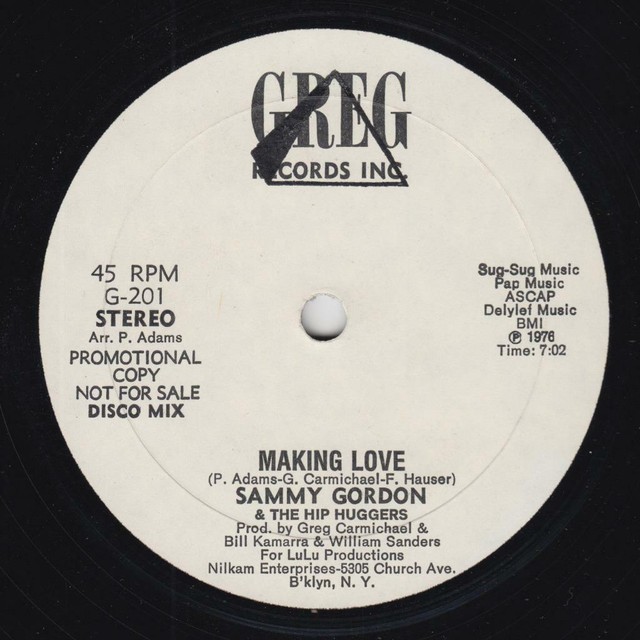 GREG
RECORDS INC.
45 RPM
G-201
STEREO
Arr. P. Adams
PROMOTIONAL
COPY
NOT FOR SALE
DISCO MIX
Sug-Sug Music
Pap Music
ASCAP
Delylef Music
BMI
℗ 1976
Time: 7:02
MAKING LOVE
(P. Adams-G. Carmichael-F. Hauser)
SAMMY GORDON
& THE HIP HUGGERS
Prod. by Greg Carmichael &
Bill Kamarra & William Sanders
For LuLu Productions
Nilkam Enterprises-5305 Church Ave.
B'klyn, N. Y.